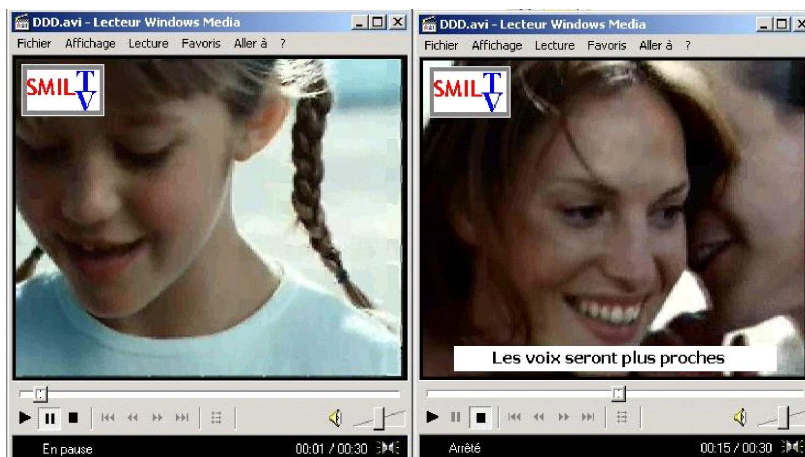 DDD.avi - Lecteur Windows Media
Fichier Affichage Lecture Favoris Aller à ?
SMIL TV
En pause 00:01 / 00:30
DDD.avi - Lecteur Windows Media
Fichier Affichage Lecture Favoris Aller à ?
SMIL TV
Les voix seront plus proches
Arrêté 00:15 / 00:30